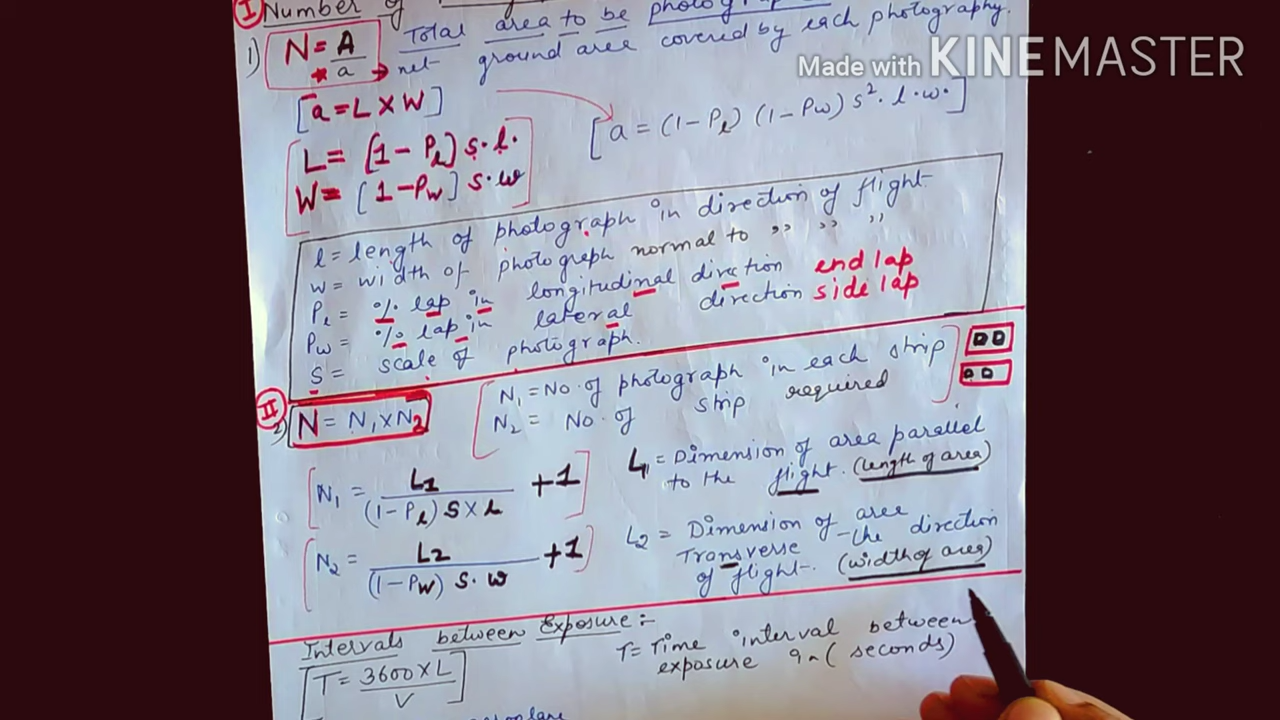 I Number of
1) N = A/a Total area to be
→ net ground area covered by each photography.
Made with KINEMASTER
[a = L X W]
[a = (1 - Pl) (1 - Pw) s². l. w.]
L = [1 - Pl] s. l.
W = [1 - Pw] s. w
l = length of photograph in direction of flight
w = width of photograph normal to ,, ,, ,,
Pl = % lap in longitudinal direction end lap
Pw = % lap in lateral direction side lap
S = scale of photograph.
II
2) N = N1 X N2
N1 = No. of photograph in each strip
N2 = No. of strip required
N1 = L1/(1 - Pl) S X L +1
L1 = Dimension of area parallel to the flight. (length of area)
N2 = L2/(1 - Pw) S. w +1
L2 = Dimension of area Transverse the direction of flight. (width of area)
Intervals between Exposure :-
T = 3600 X L/V
T = Time interval between exposure in (seconds)